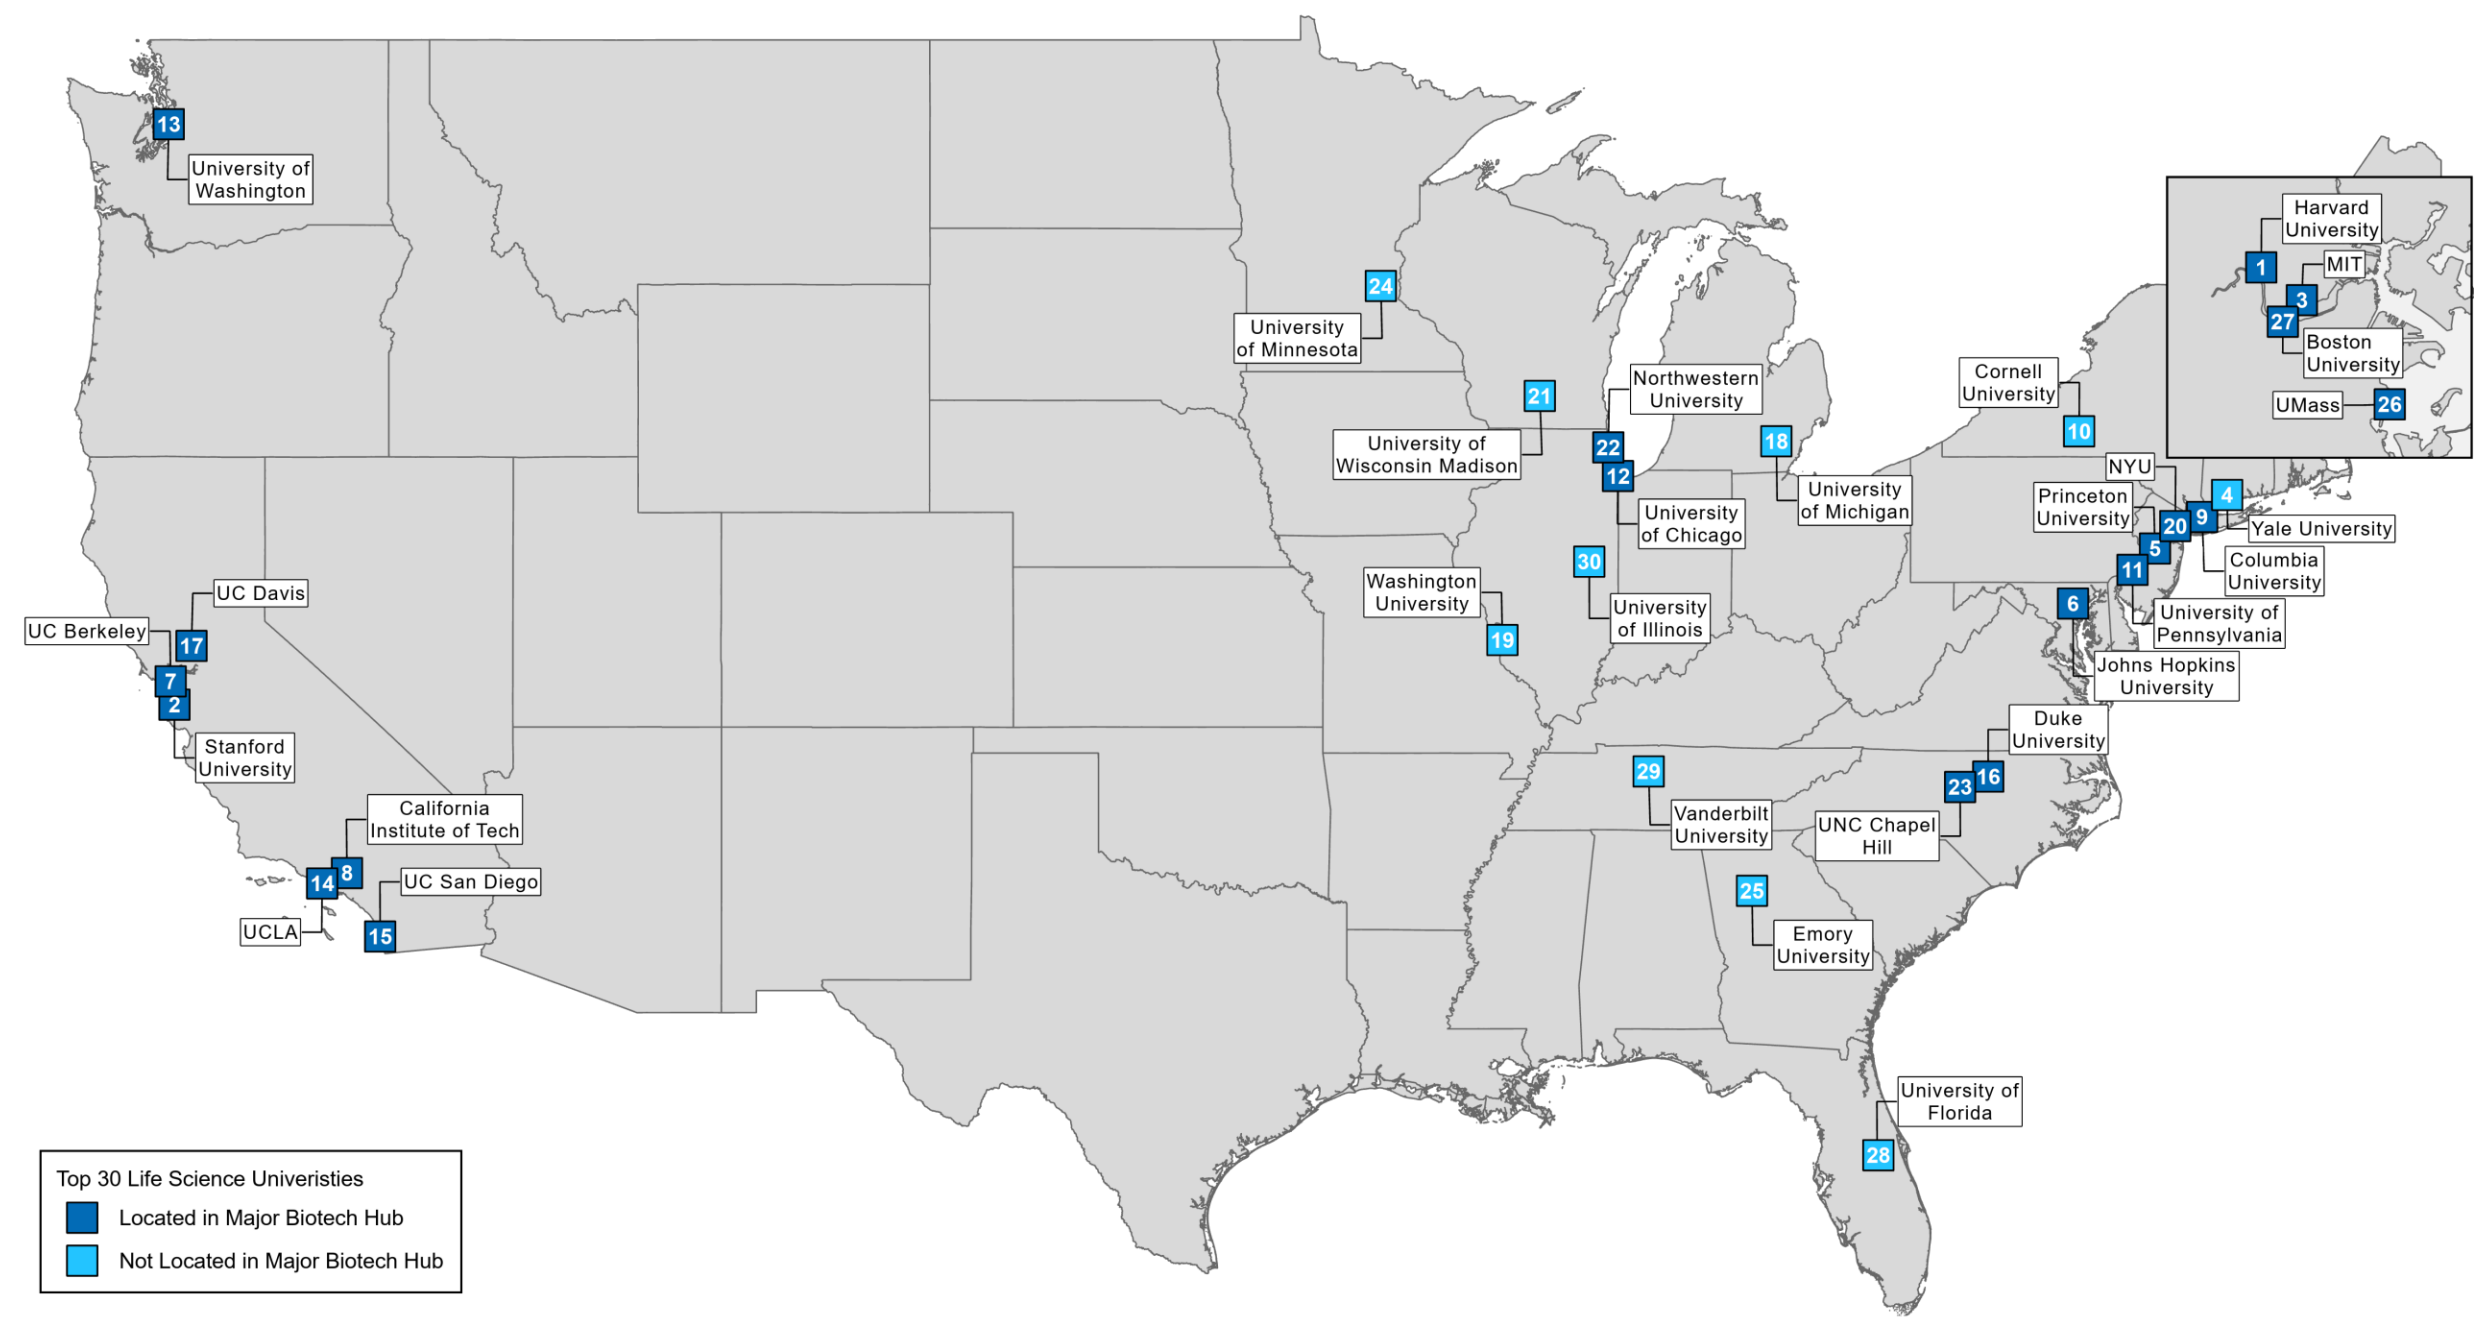 13
University of
Washington
24
University
of Minnesota
21
University of
Wisconsin Madison
Northwestern
University
22
12
University
of Chicago
18
University
of Michigan
30
University
of Illinois
Washington
University
19
Cornell
University
10
Harvard
University
1
MIT
3
27
Boston
University
UMass
26
NYU
Princeton
University
4
9
20
5
11
Yale University
Columbia
University
6
University of
Pennsylvania
Johns Hopkins
University
UC Davis
UC Berkeley
17
7
2
Stanford
University
California
Institute of Tech
8
14
UC San Diego
UCLA
15
Duke
University
16
23
UNC Chapel
Hill
29
Vanderbilt
University
25
Emory
University
University of
Florida
28
Top 30 Life Science Univeristies
Located in Major Biotech Hub
Not Located in Major Biotech Hub